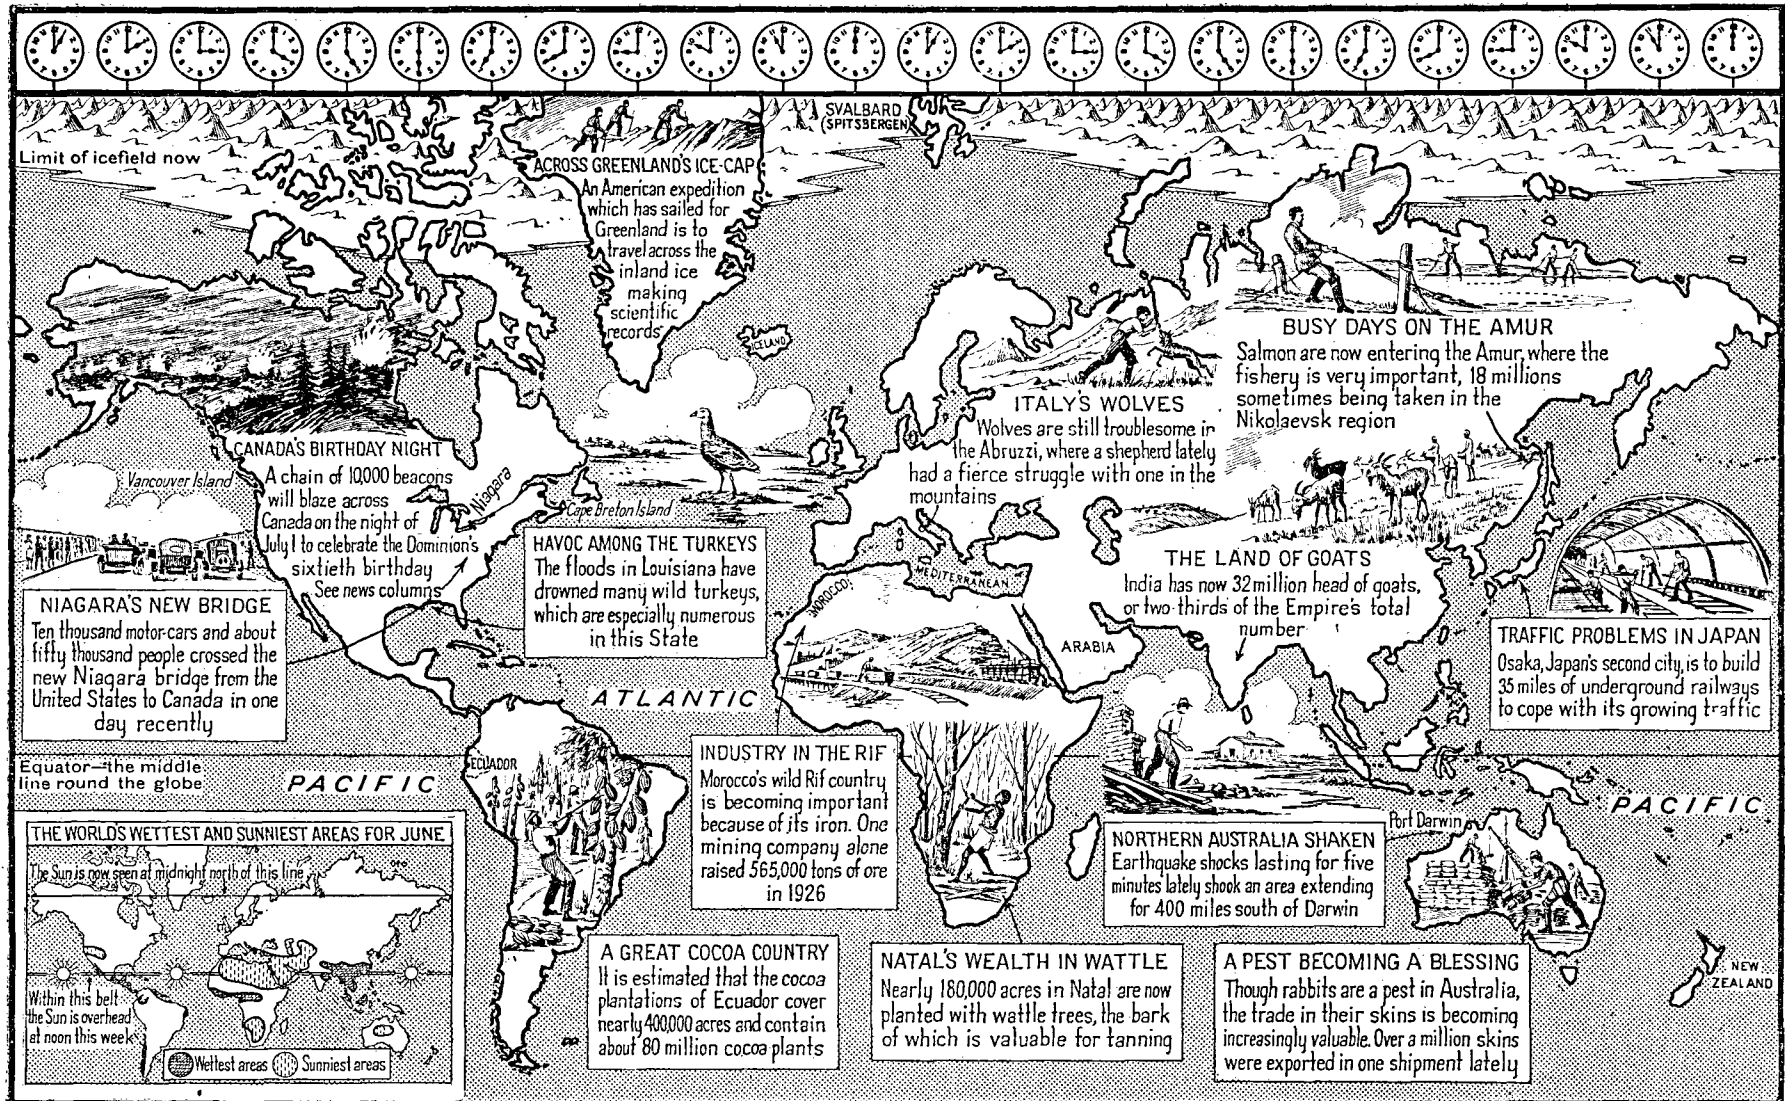 SVALBARD
(SPITSBERGEN)
Limit of icefield now
ACROSS GREENLAND'S ICE-CAP
An American expedition
which has sailed for
Greenland is to
travel across the
inland ice
making
scientific
records
ICELAND
BUSY DAYS ON THE AMUR
Salmon are now entering the Amur, where the
fishery is very important, 18 millions
sometimes being taken in the
Nikolaevsk region
ITALY'S WOLVES
Wolves are still troublesome in
the Abruzzi, where a shepherd lately
had a fierce struggle with one in the
mountains
CANADA'S BIRTHDAY NIGHT
A chain of 10,000 beacons
will blaze across
Canada on the night of
July 1 to celebrate the Dominion's
sixtieth birthday
See news columns
Vancouver Island
Niagara
Cape Breton Island
HAVOC AMONG THE TURKEYS
The floods in Louisiana have
drowned many wild turkeys,
which are especially numerous
in this State
THE LAND OF GOATS
India has now 32 million head of goats,
or two-thirds of the Empire's total
number
MEDITERRANEAN
MOROCCO
ARABIA
NIAGARA'S NEW BRIDGE
Ten thousand motor-cars and about
fifty thousand people crossed the
new Niagara bridge from the
United States to Canada in one
day recently
TRAFFIC PROBLEMS IN JAPAN
Osaka, Japan's second city, is to build
35 miles of underground railways
to cope with its growing traffic
ATLANTIC
Equator—the middle
line round the globe
PACIFIC
ECUADOR
INDUSTRY IN THE RIF
Morocco's wild Rif country
is becoming important
because of its iron. One
mining company alone
raised 565,000 tons of ore
in 1926
PACIFIC
Port Darwin
NORTHERN AUSTRALIA SHAKEN
Earthquake shocks lasting for five
minutes lately shook an area extending
for 400 miles south of Darwin
THE WORLD'S WETTEST AND SUNNIEST AREAS FOR JUNE
The Sun is now seen at midnight north of this line
Within this belt
the Sun is overhead
at noon this week
Wettest areas
Sunniest areas
A GREAT COCOA COUNTRY
It is estimated that the cocoa
plantations of Ecuador cover
nearly 400,000 acres and contain
about 80 million cocoa plants
NATAL'S WEALTH IN WATTLE
Nearly 180,000 acres in Natal are now
planted with wattle trees, the bark
of which is valuable for tanning
A PEST BECOMING A BLESSING
Though rabbits are a pest in Australia,
the trade in their skins is becoming
increasingly valuable. Over a million skins
were exported in one shipment lately
NEW
ZEALAND